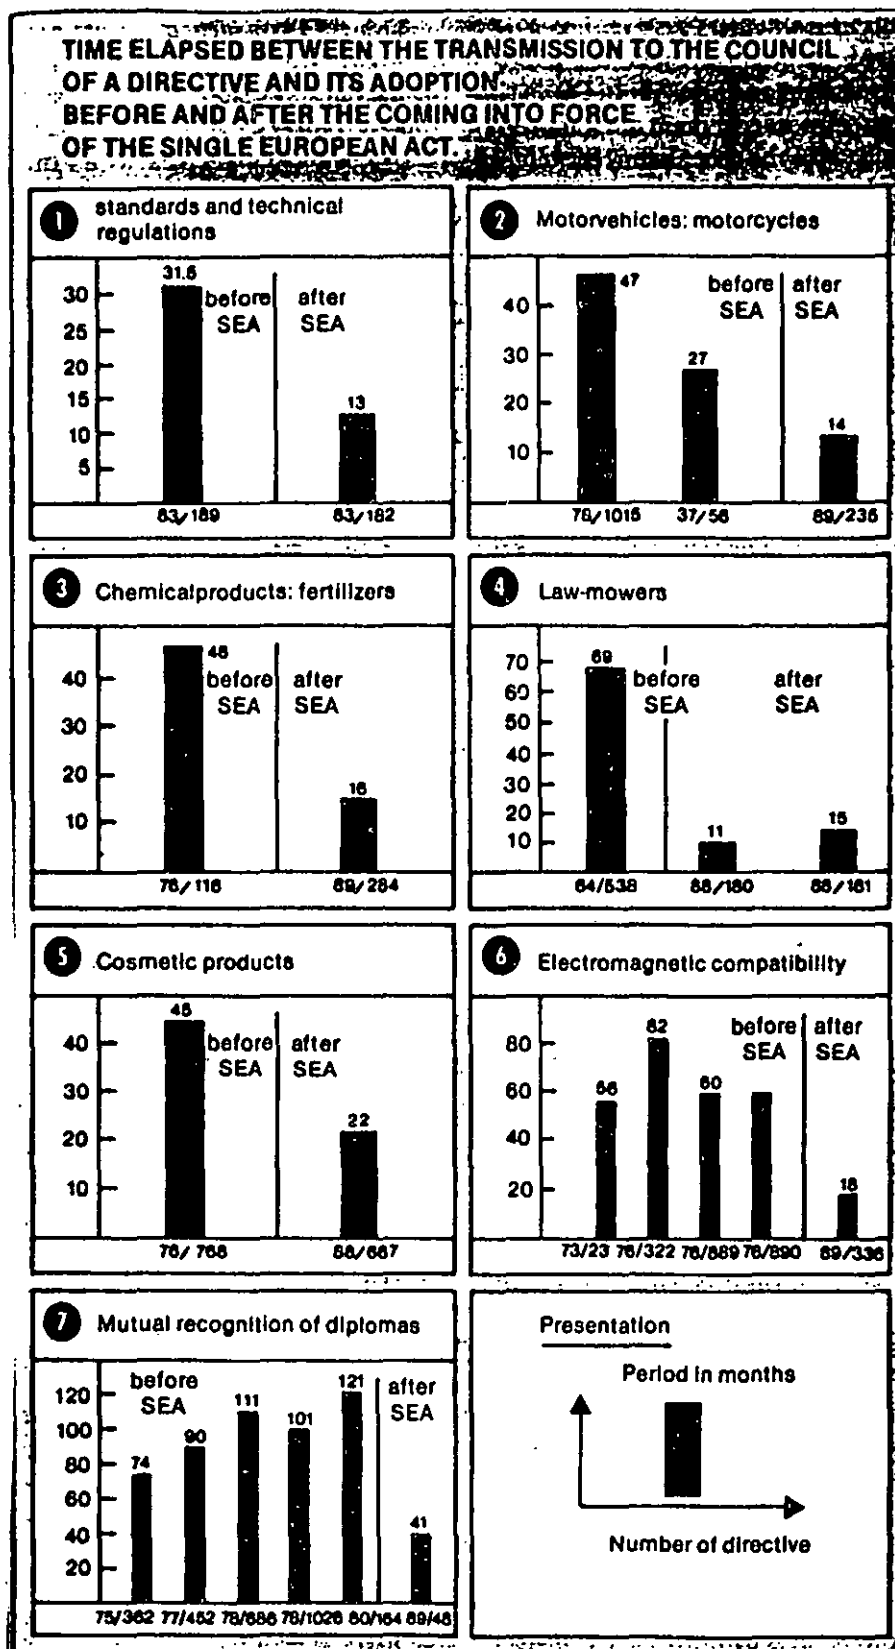 TIME ELAPSED BETWEEN THE TRANSMISSION TO THE COUNCIL
OF A DIRECTIVE AND ITS ADOPTION
BEFORE AND AFTER THE COMING INTO FORCE
OF THE SINGLE EUROPEAN ACT.
1 standards and technical
regulations
31.5
30
25
20
15
10
5
before
SEA
after
SEA
13
83/189
83/182
2 Motorvehicles: motorcycles
47
40
30
20
10
27
before
SEA
after
SEA
14
78/1015
37/56
89/235
3 Chemicalproducts: fertilizers
40
30
20
10
before
SEA
after
SEA
16
76/116
89/284
4 Law-mowers
70
60
50
40
30
20
10
69
before
SEA
after
SEA
11
15
84/538
88/180
88/181
5 Cosmetic products
45
40
30
20
10
before
SEA
after
SEA
22
76/768
88/667
6 Electromagnetic compatibility
80
60
40
20
56
82
60
before
SEA
after
SEA
18
73/23 76/322 76/889 76/890 89/336
7 Mutual recognition of diplomas
120
100
80
60
40
20
before
SEA
after
SEA
74
90
111
101
121
41
75/362 77/452 78/686 78/1026 80/154 89/48
Presentation
Period in months
Number of directive